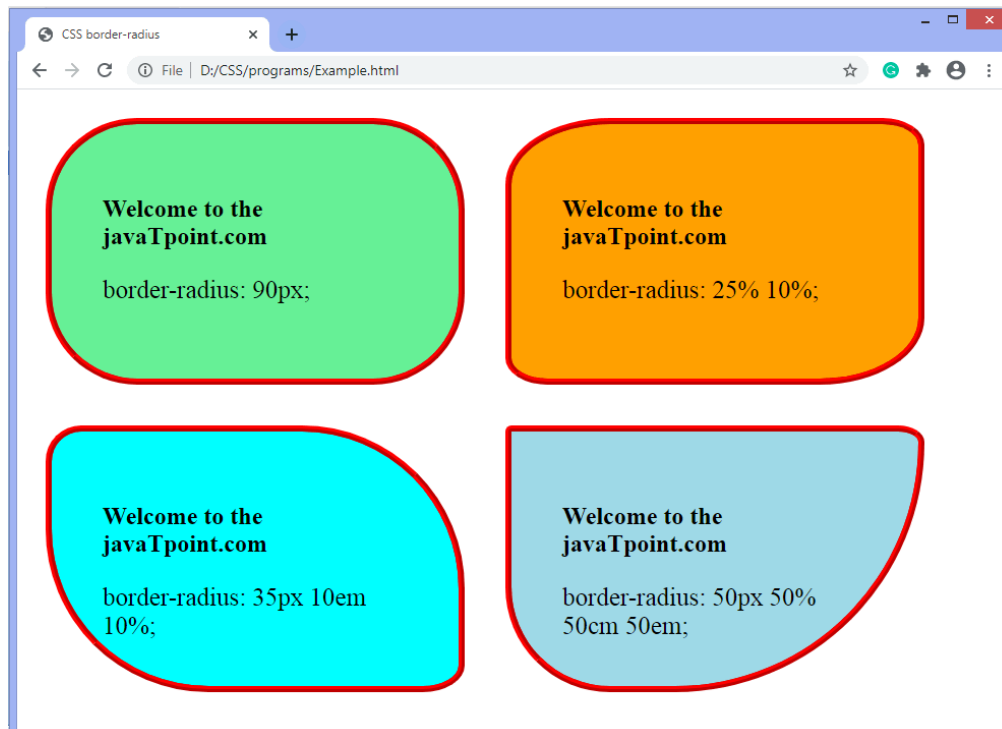 CSS border-radius
File D:/CSS/programs/Example.html
Welcome to the
javaTpoint.com
border-radius: 90px;
Welcome to the
javaTpoint.com
border-radius: 25% 10%;
Welcome to the
javaTpoint.com
border-radius: 35px 10em
10%;
Welcome to the
javaTpoint.com
border-radius: 50px 50%
50cm 50em;